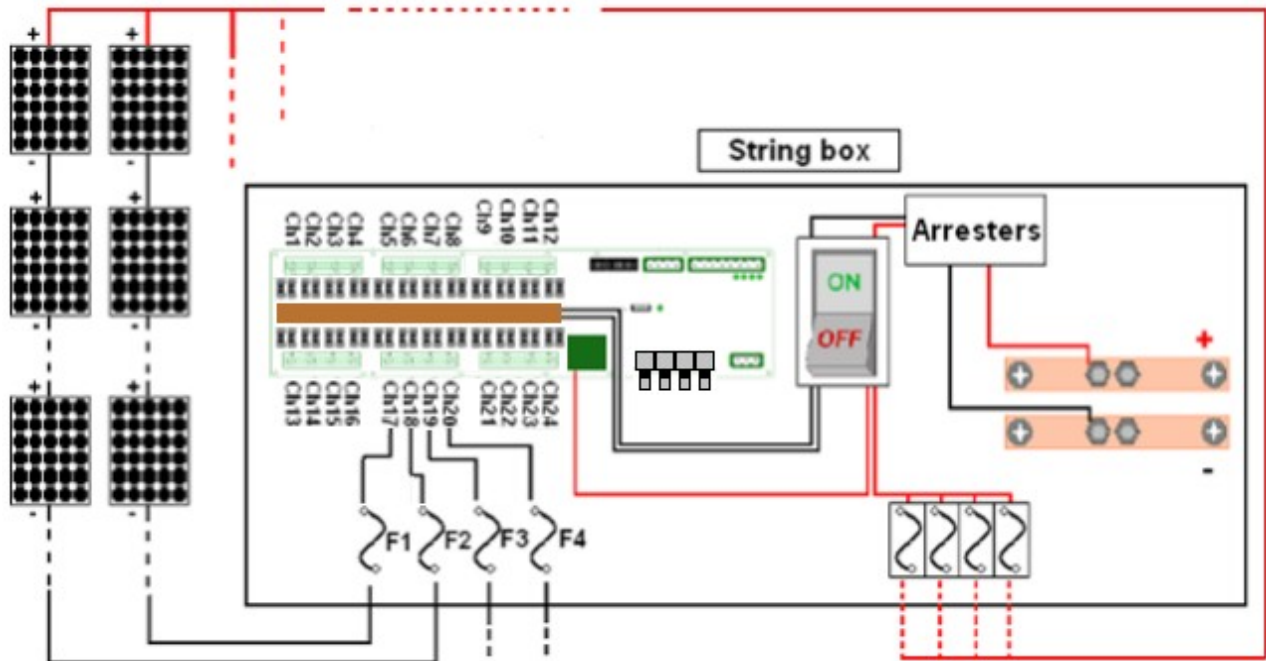 String box
Ch1 Ch2 Ch3 Ch4 Ch5 Ch6 Ch7 Ch8 Ch9 Ch10 Ch11 Ch12
Arresters
ON
OFF
Ch13 Ch14 Ch15 Ch16 Ch17 Ch18 Ch19 Ch20 Ch21 Ch22 Ch23 Ch24
F1 F2 F3 F4
+ +
- -
+ +
- -
+ +
- -
+
-